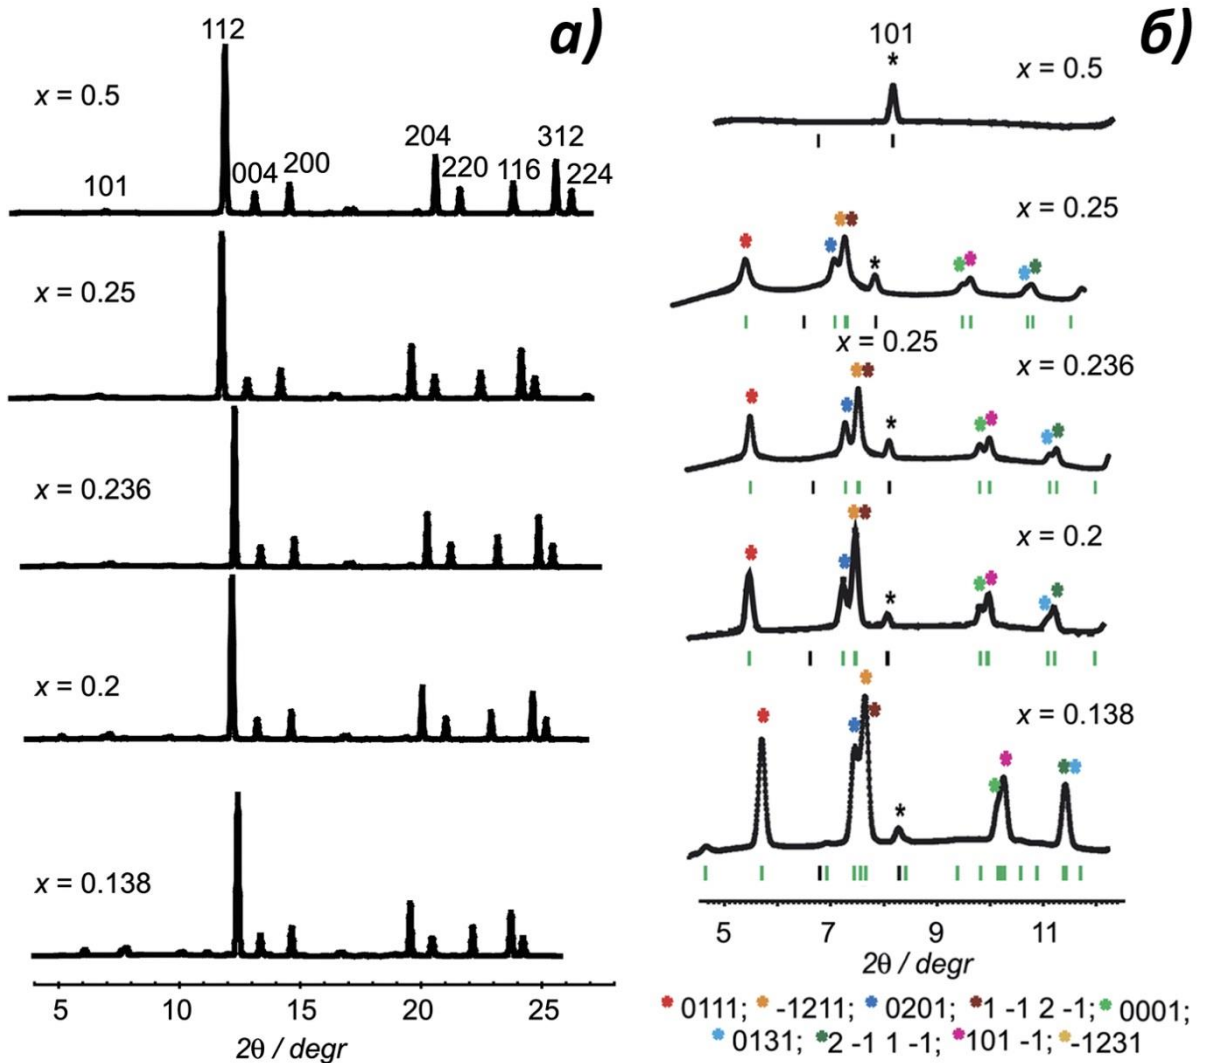 а)
112
x = 0.5
101
004
200
204
220
116
312
224
x = 0.25
x = 0.236
x = 0.2
x = 0.138
5 10 15 20 25
2θ / degr
б)
101
*
x = 0.5
x = 0.25
*
x = 0.25
x = 0.236
*
x = 0.2
*
x = 0.138
*
5 7 9 11
2θ / degr
* 0111; * -1211; * 0201; * 1 -1 2 -1; * 0001;
* 0131; * 2 -1 1 -1; * 101 -1; * -1231